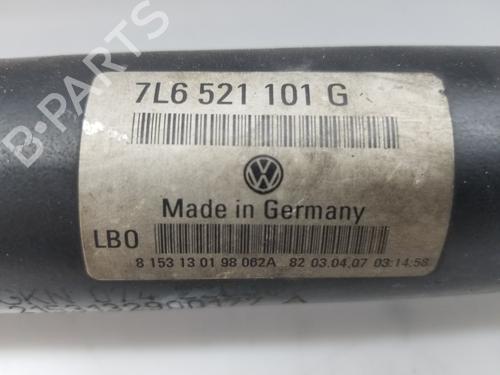 7L6 521 101 G
Made in Germany
LBO
8 153 13 01 98 062A 82 03.04.07 03:14:58
B-PARTS